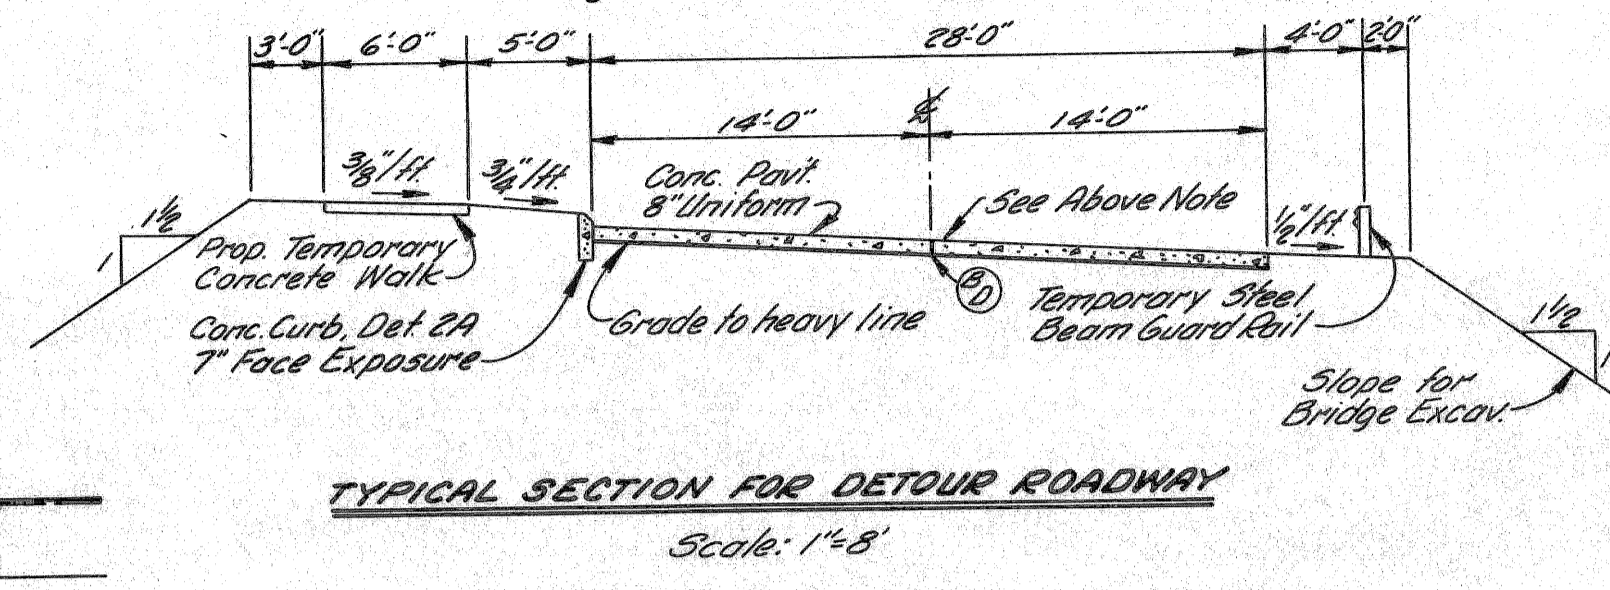 3'-0" 6'-0" 5'-0" 28'-0" 4'-0" 2'-0"
14'-0" ℄ 14'-0"
3/8"/ft. 3/4"/ft.
Conc. Pav't.
8" Uniform
See Above Note
1/2"/ft.
1 1/2
1
Prop. Temporary
Concrete Walk
Conc. Curb, Det. 2A
7" Face Exposure
Grade to heavy line
B
D
Temporary Steel
Beam Guard Rail
1 1/2
1
Slope for
Bridge Excav.
TYPICAL SECTION FOR DETOUR ROADWAY
Scale: 1"=8'